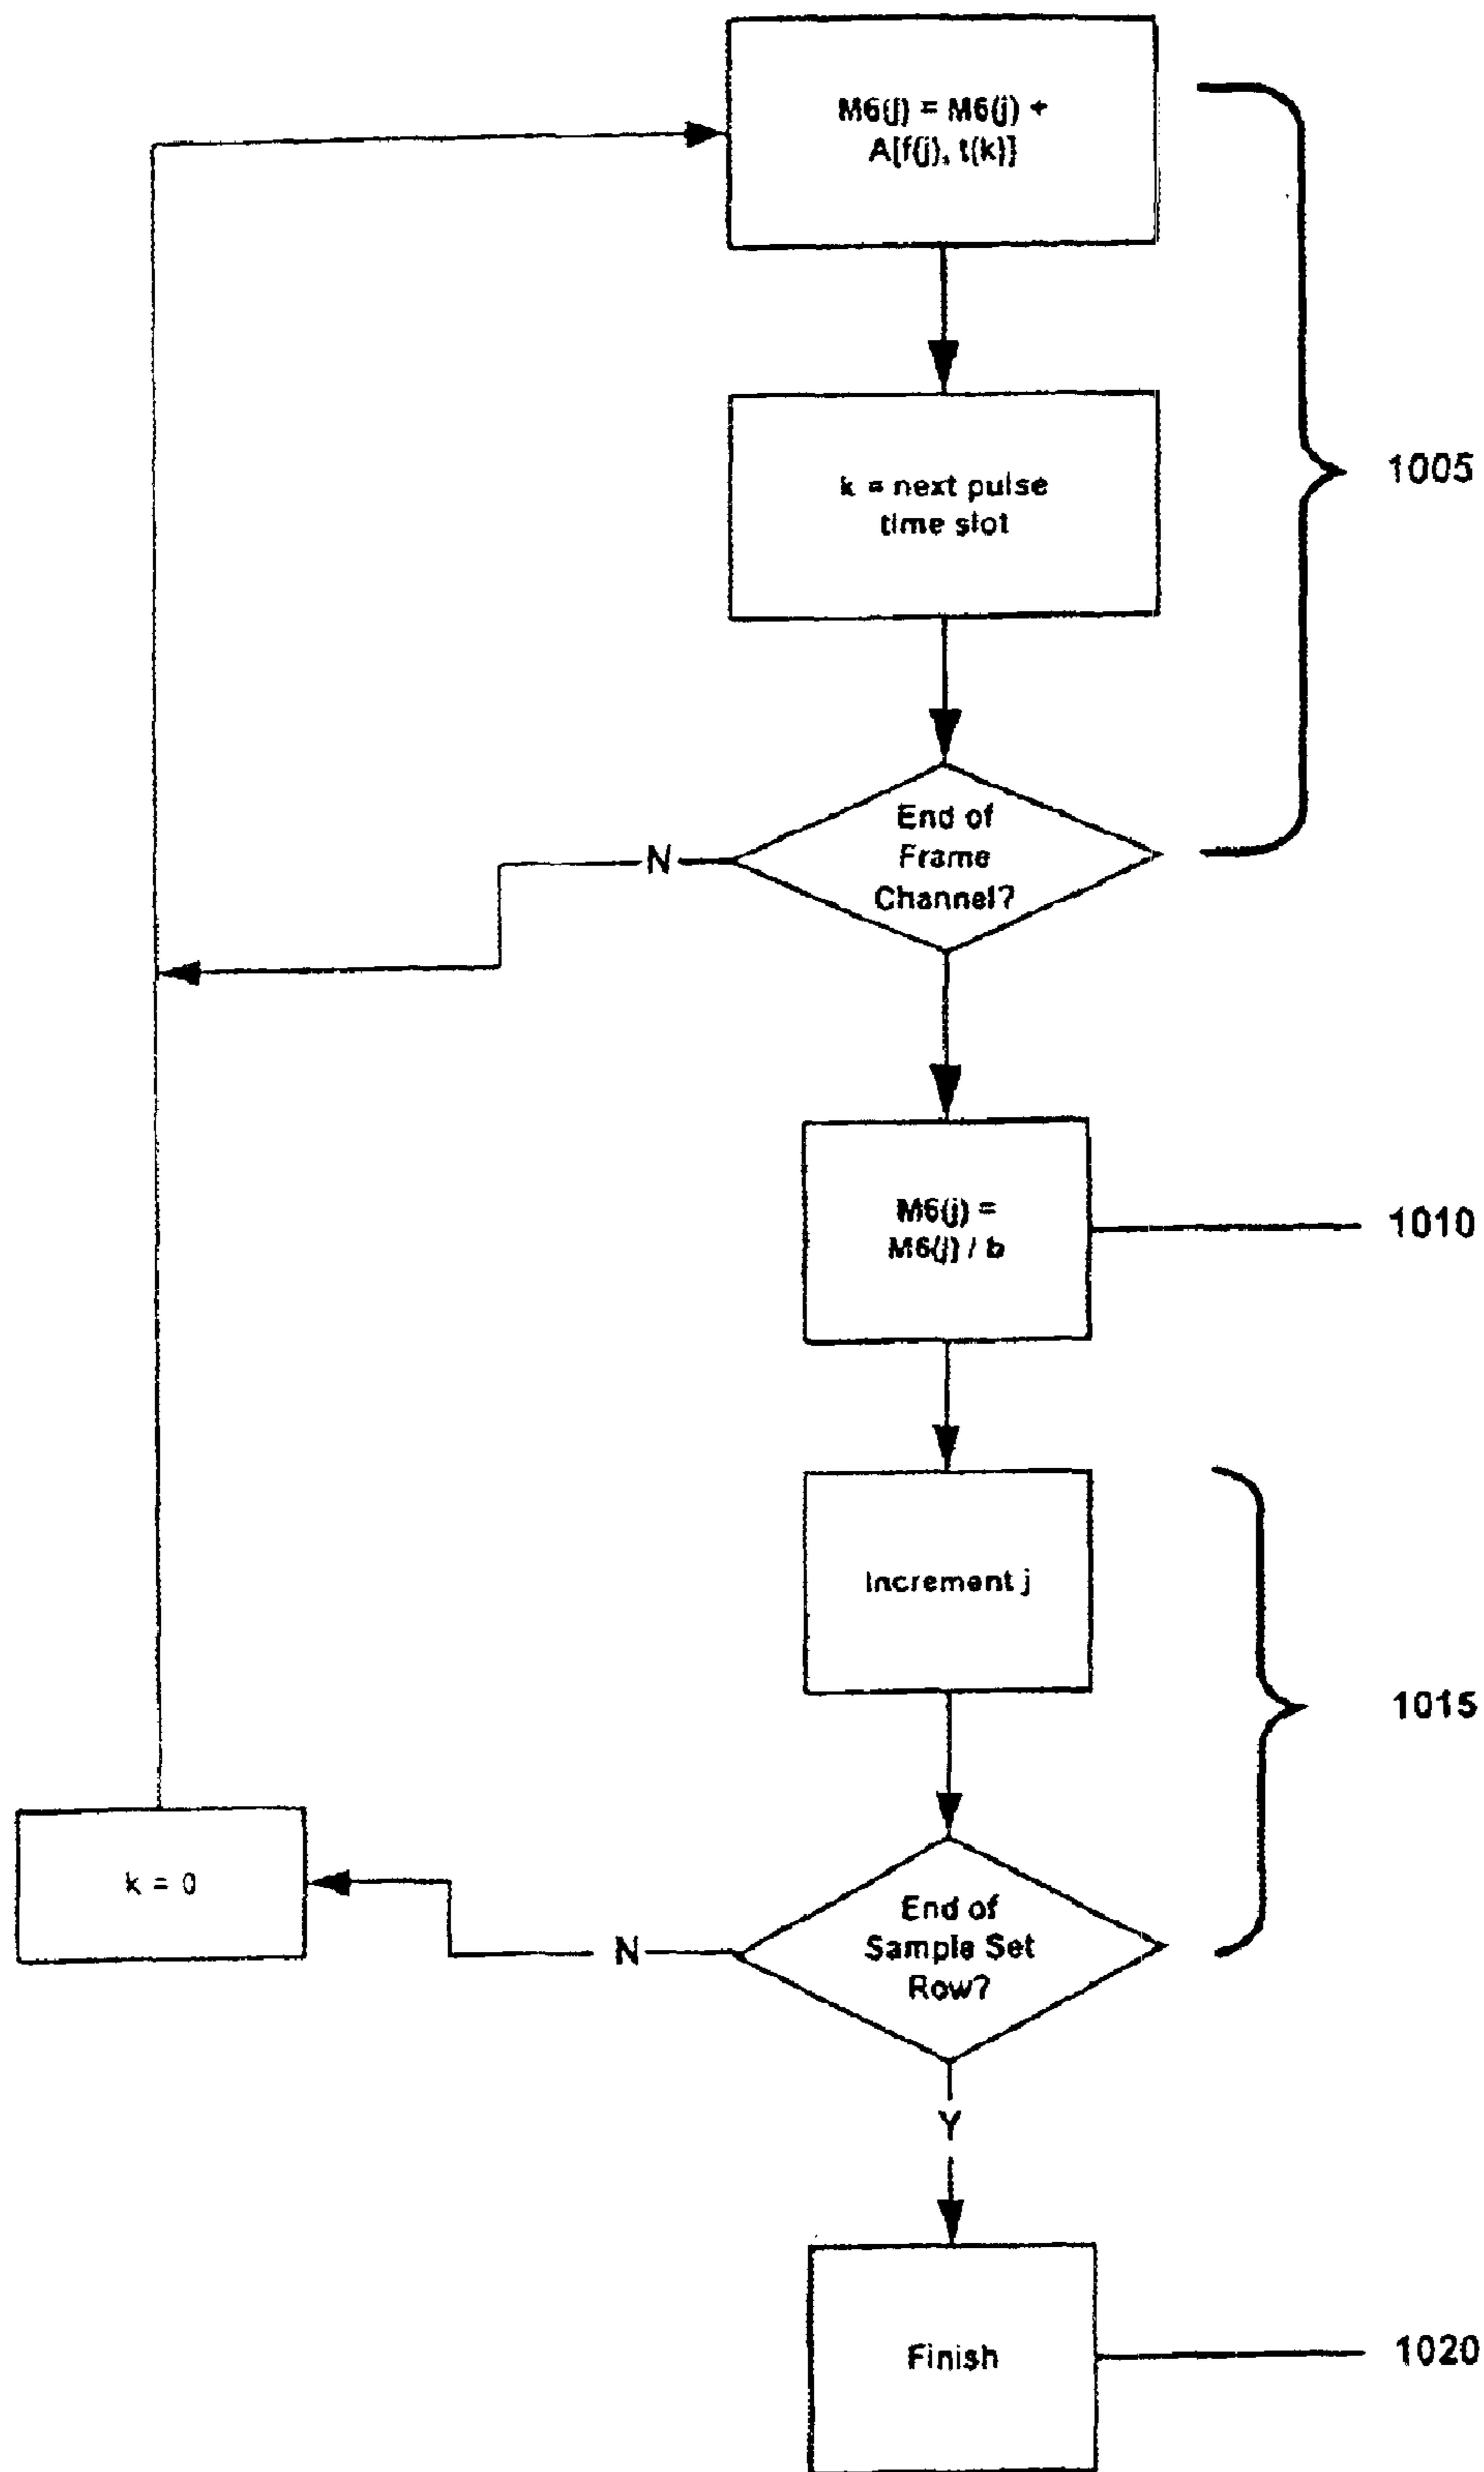 M6(j) = M6(j) +
A[f(j), t(k)]
k = next pulse
time slot
1005
End of
Frame
Channel?
N
M6(j) =
M6(j) / b
1010
Increment j
1015
k = 0
End of
Sample Set
Row?
N
Y
Finish
1020